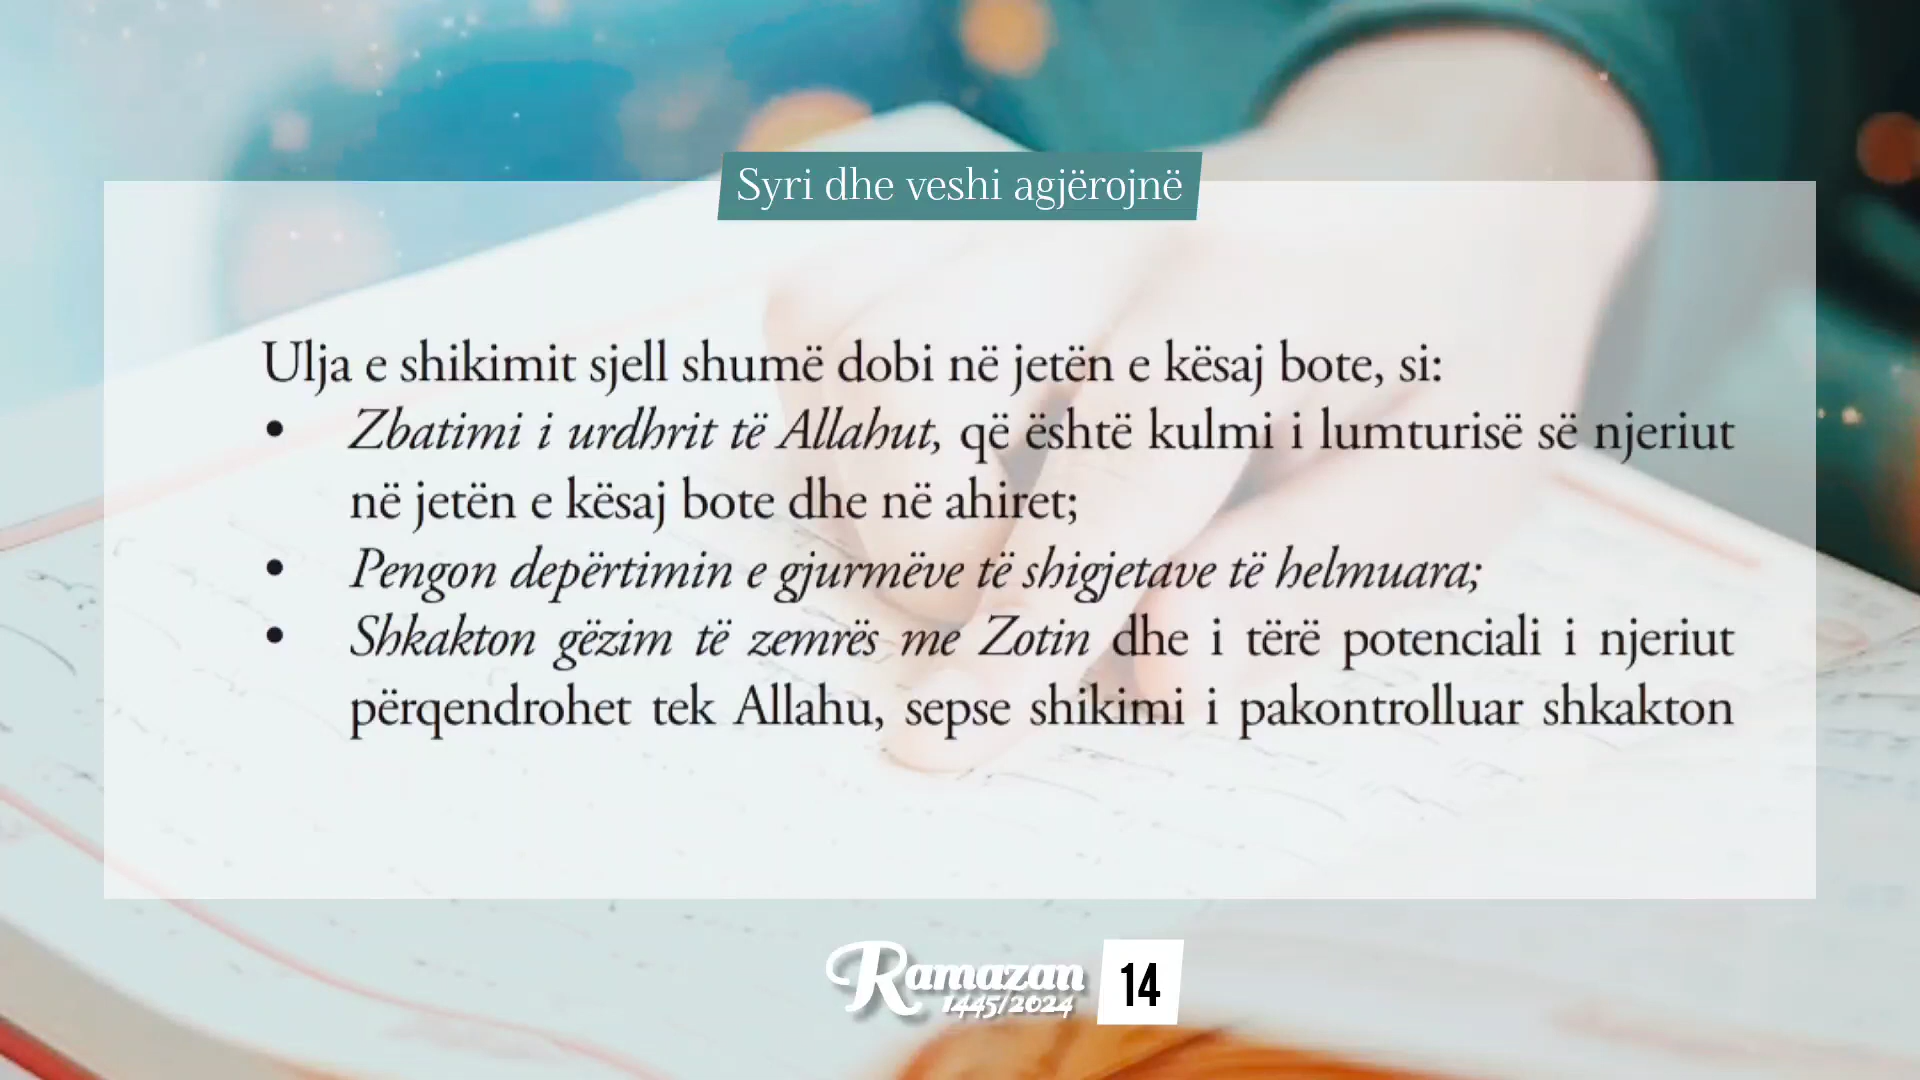 Syri dhe veshi agjërojnë
Ulja e shikimit sjell shumë dobi në jetën e kësaj bote, si:
• Zbatimi i urdhrit të Allahut, që është kulmi i lumturisë së njeriut
në jetën e kësaj bote dhe në ahiret;
• Pengon depërtimin e gjurmëve të shigjetave të helmuara;
• Shkakton gëzim të zemrës me Zotin dhe i tërë potenciali i njeriut
përqendrohet tek Allahu, sepse shikimi i pakontrolluar shkakton
Ramazan 14
1445/2024